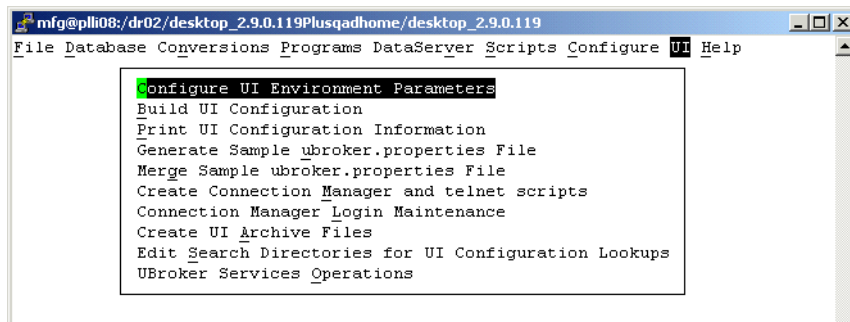 mfg@plli08:/dr02/desktop_2.9.0.119Plusqadhome/desktop_2.9.0.119
File Database Conversions Programs DataServer Scripts Configure UI Help
Configure UI Environment Parameters
Build UI Configuration
Print UI Configuration Information
Generate Sample ubroker.properties File
Merge Sample ubroker.properties File
Create Connection Manager and telnet scripts
Connection Manager Login Maintenance
Create UI Archive Files
Edit Search Directories for UI Configuration Lookups
UBroker Services Operations